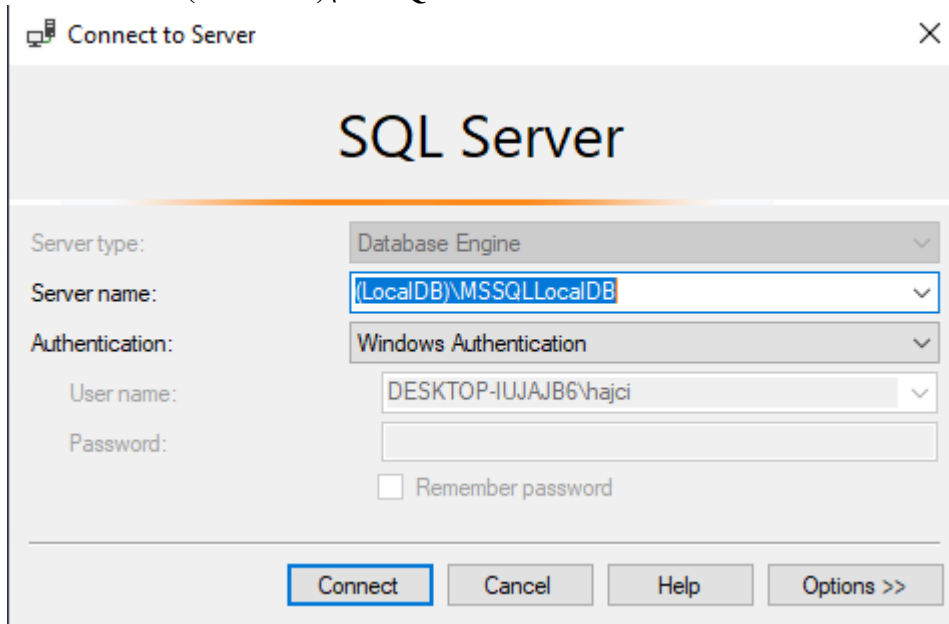 Connect to Server
SQL Server
Server type: Database Engine
Server name: (LocalDB)\MSSQLLocalDB
Authentication: Windows Authentication
User name: DESKTOP-IUJAJB6\hajci
Password:
Remember password
Connect Cancel Help Options >>